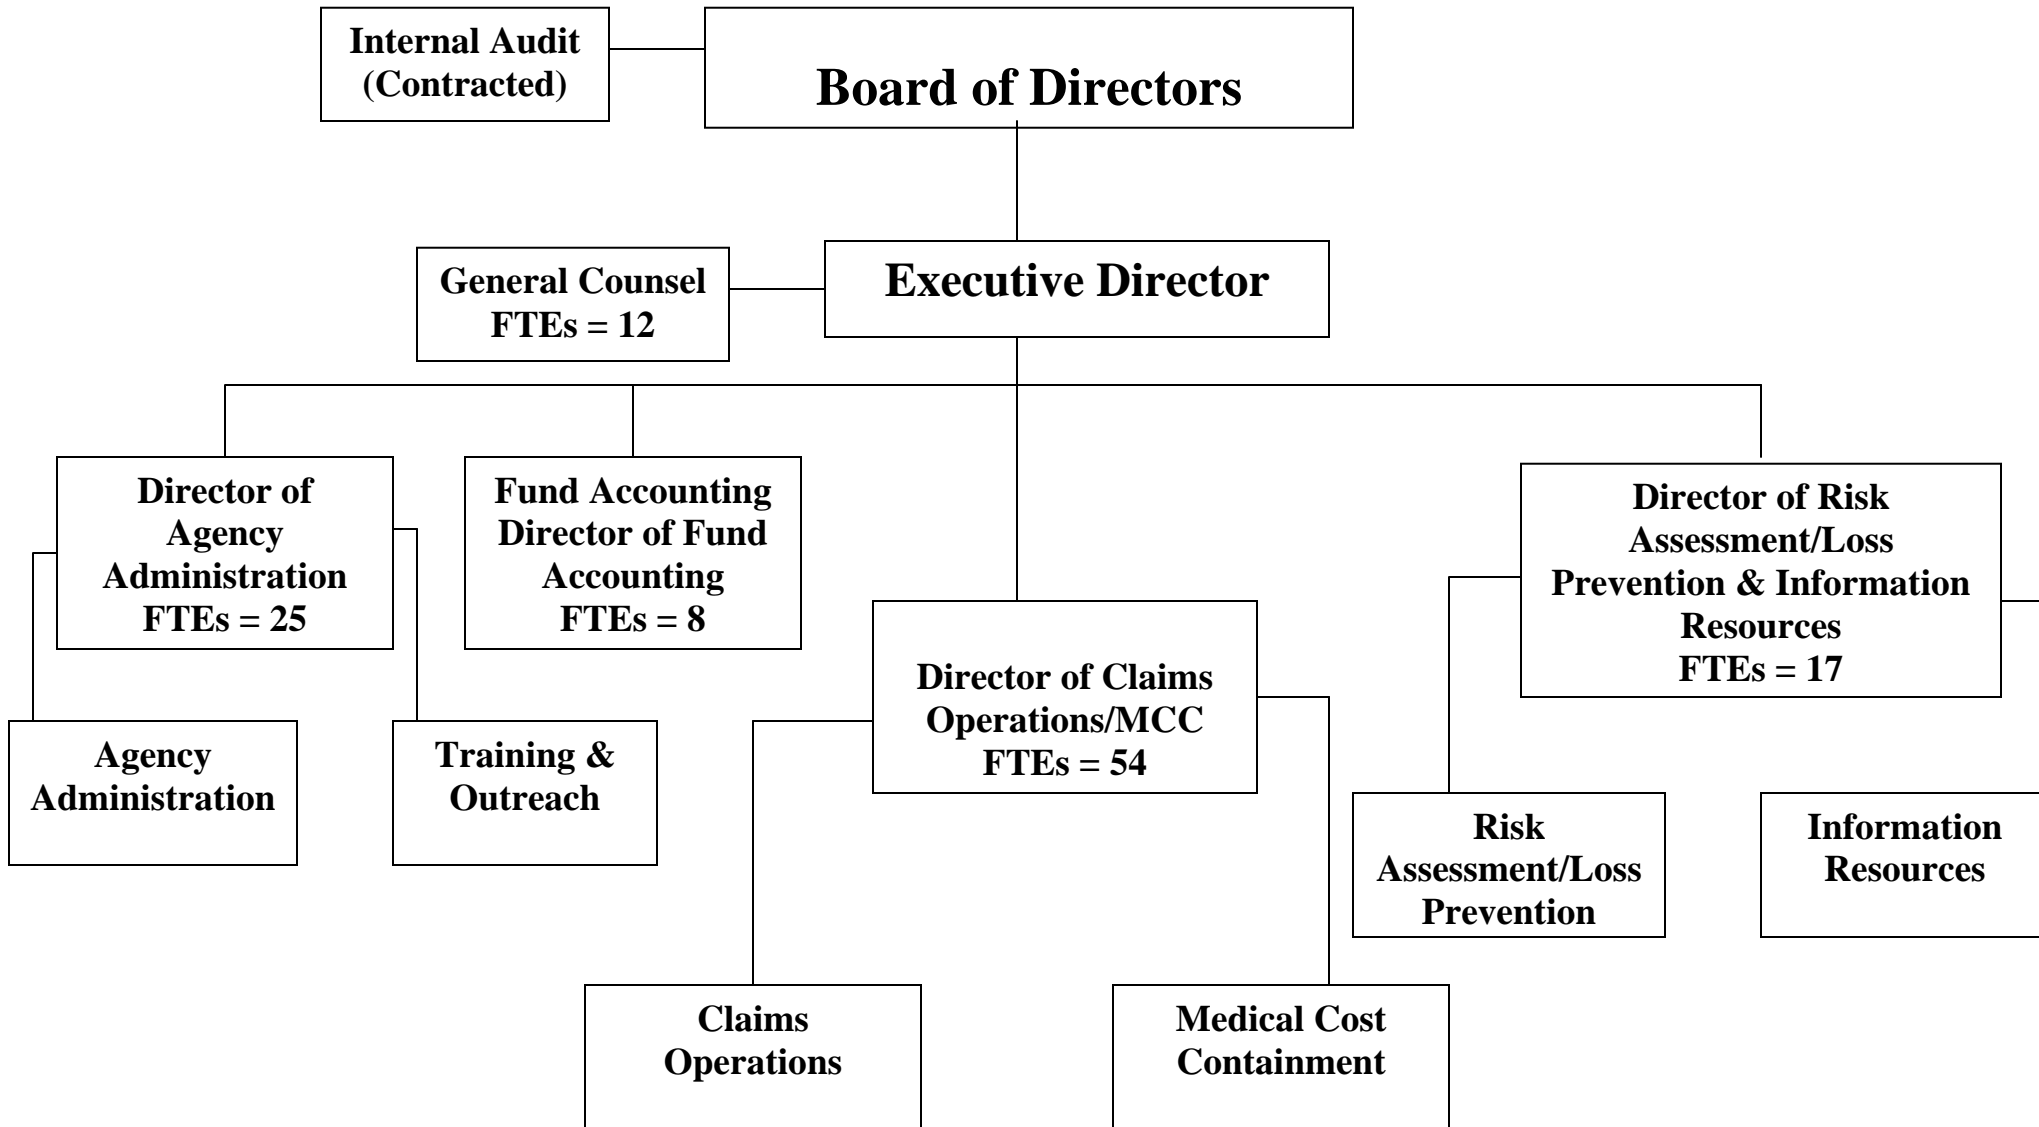 Internal Audit
(Contracted)
Board of Directors
General Counsel
FTEs = 12
Executive Director
Director of
Agency
Administration
FTEs = 25
Fund Accounting
Director of Fund
Accounting
FTEs = 8
Director of Claims
Operations/MCC
FTEs = 54
Director of Risk
Assessment/Loss
Prevention & Information
Resources
FTEs = 17
Agency
Administration
Training &
Outreach
Risk
Assessment/Loss
Prevention
Information
Resources
Claims
Operations
Medical Cost
Containment